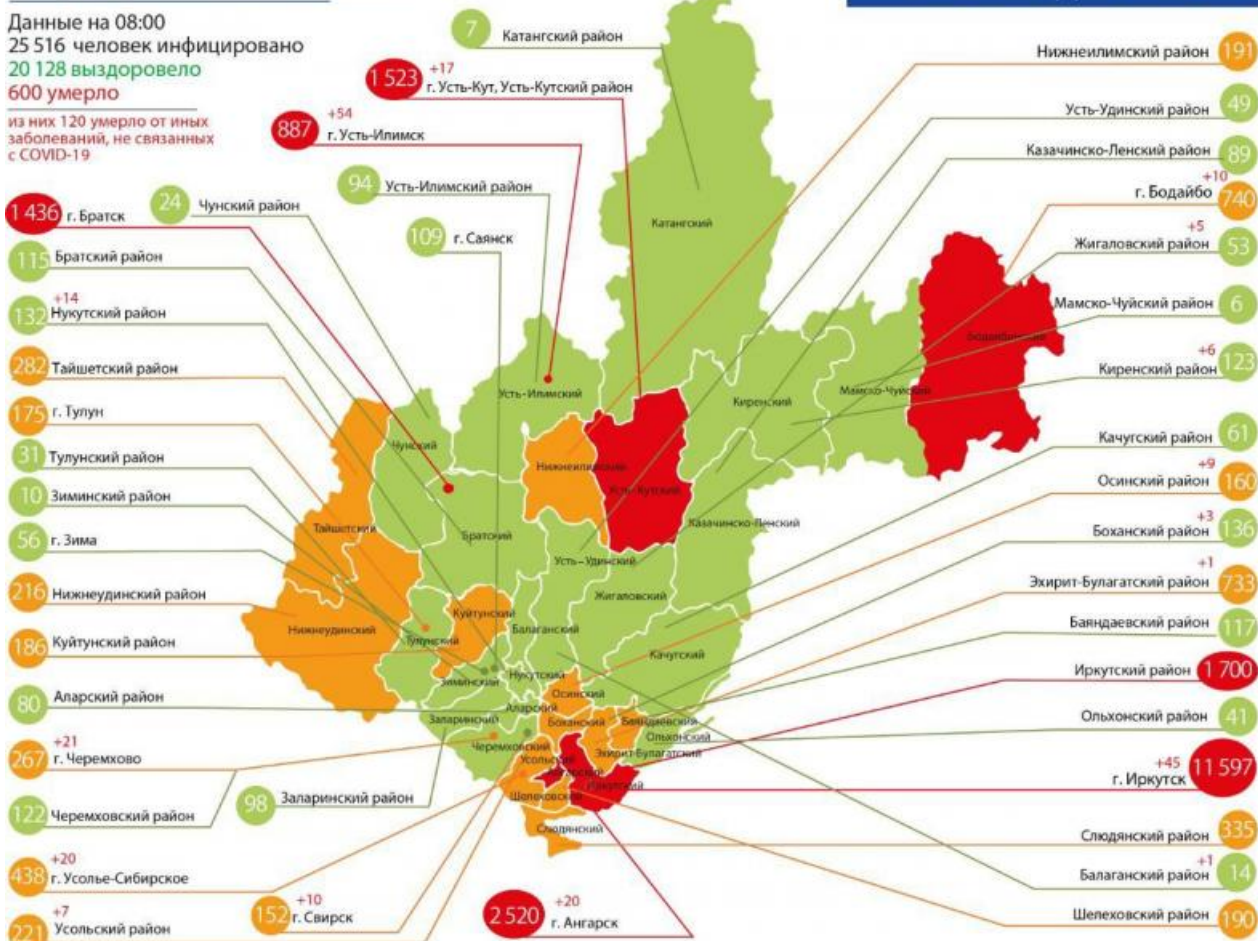 Данные на 08:00
25 516 человек инфицировано
20 128 выздоровело
600 умерло
из них 120 умерло от иных
заболеваний, не связанных
с COVID-19
7 Катангский район
1 523 +17
г. Усть-Кут, Усть-Кутский район
887 +54
г. Усть-Илимск
94 Усть-Илимский район
24 Чунский район
109 г. Саянск
1 436 г. Братск
115 Братский район
132 +14
Нукутский район
282 Тайшетский район
175 г. Тулун
31 Тулунский район
10 Зиминский район
56 г. Зима
216 Нижнеудинский район
186 Куйтунский район
80 Аларский район
267 +21
г. Черемхово
122 Черемховский район
98 Заларинский район
438 +20
г. Усолье-Сибирское
221 +7
Усольский район
152 +10
г. Свирск
2 520 +20
г. Ангарск
Нижнеилимский район 191
Усть-Удинский район 49
Казачинско-Ленский район 89
+10
г. Бодайбо 740
+5
Жигаловский район 53
Мамско-Чуйский район 6
+6
Киренский район 123
Качугский район 61
+9
Осинский район 160
+3
Боханский район 136
+1
Эхирит-Булагатский район 733
Баяндаевский район 117
Иркутский район 1 700
Ольхонский район 41
+45
г. Иркутск 11 597
Слюдянский район 335
+1
Балаганский район 14
Шелеховский район 190
Катангский
Бодайбинский
Мамско-Чуйский
Киренский
Усть-Илимский
Чунский
Нижнеилимский
Усть-Кутский
Казачинско-Ленский
Тайшетский
Братский
Усть-Удинский
Жигаловский
Куйтунский
Нижнеудинский
Тулунский
Балаганский
Качугский
Зиминский
Нукутский
Осинский
Аларский
Заларинский
Боханский
Баяндаевский
Ольхонский
Черемховский
Усольский
Эхирит-Булагатский
Иркутский
Шелеховский
Слюдянский